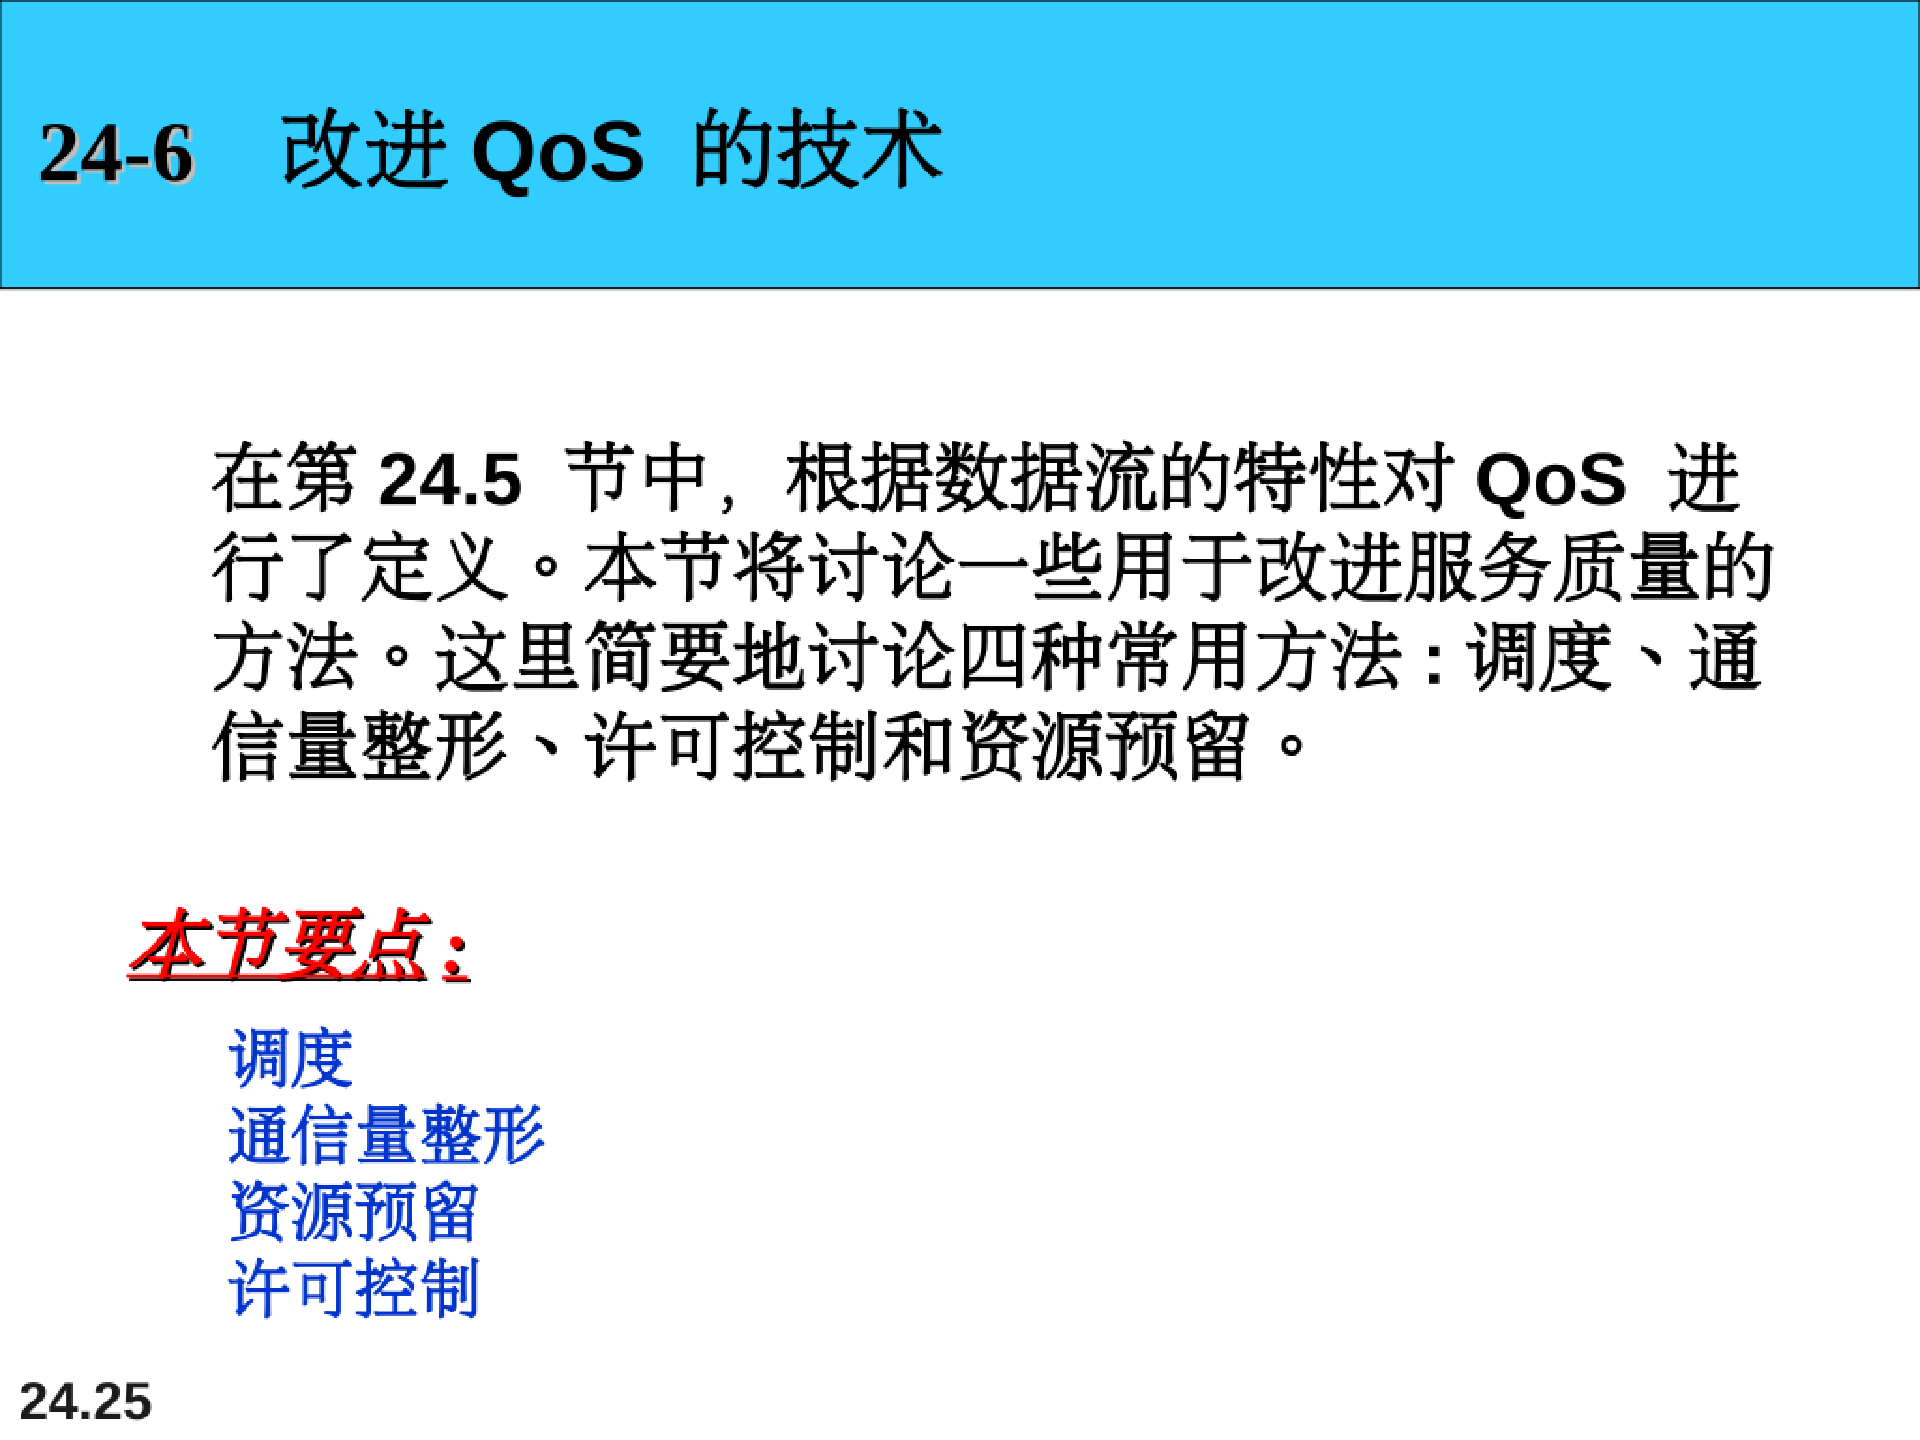 24-6 改进 QoS 的技术
在第 24.5 节中，根据数据流的特性对 QoS 进
行了定义。本节将讨论一些用于改进服务质量的
方法。这里简要地讨论四种常用方法：调度、通
信量整形、许可控制和资源预留。
本节要点：
调度
通信量整形
资源预留
许可控制
24.25